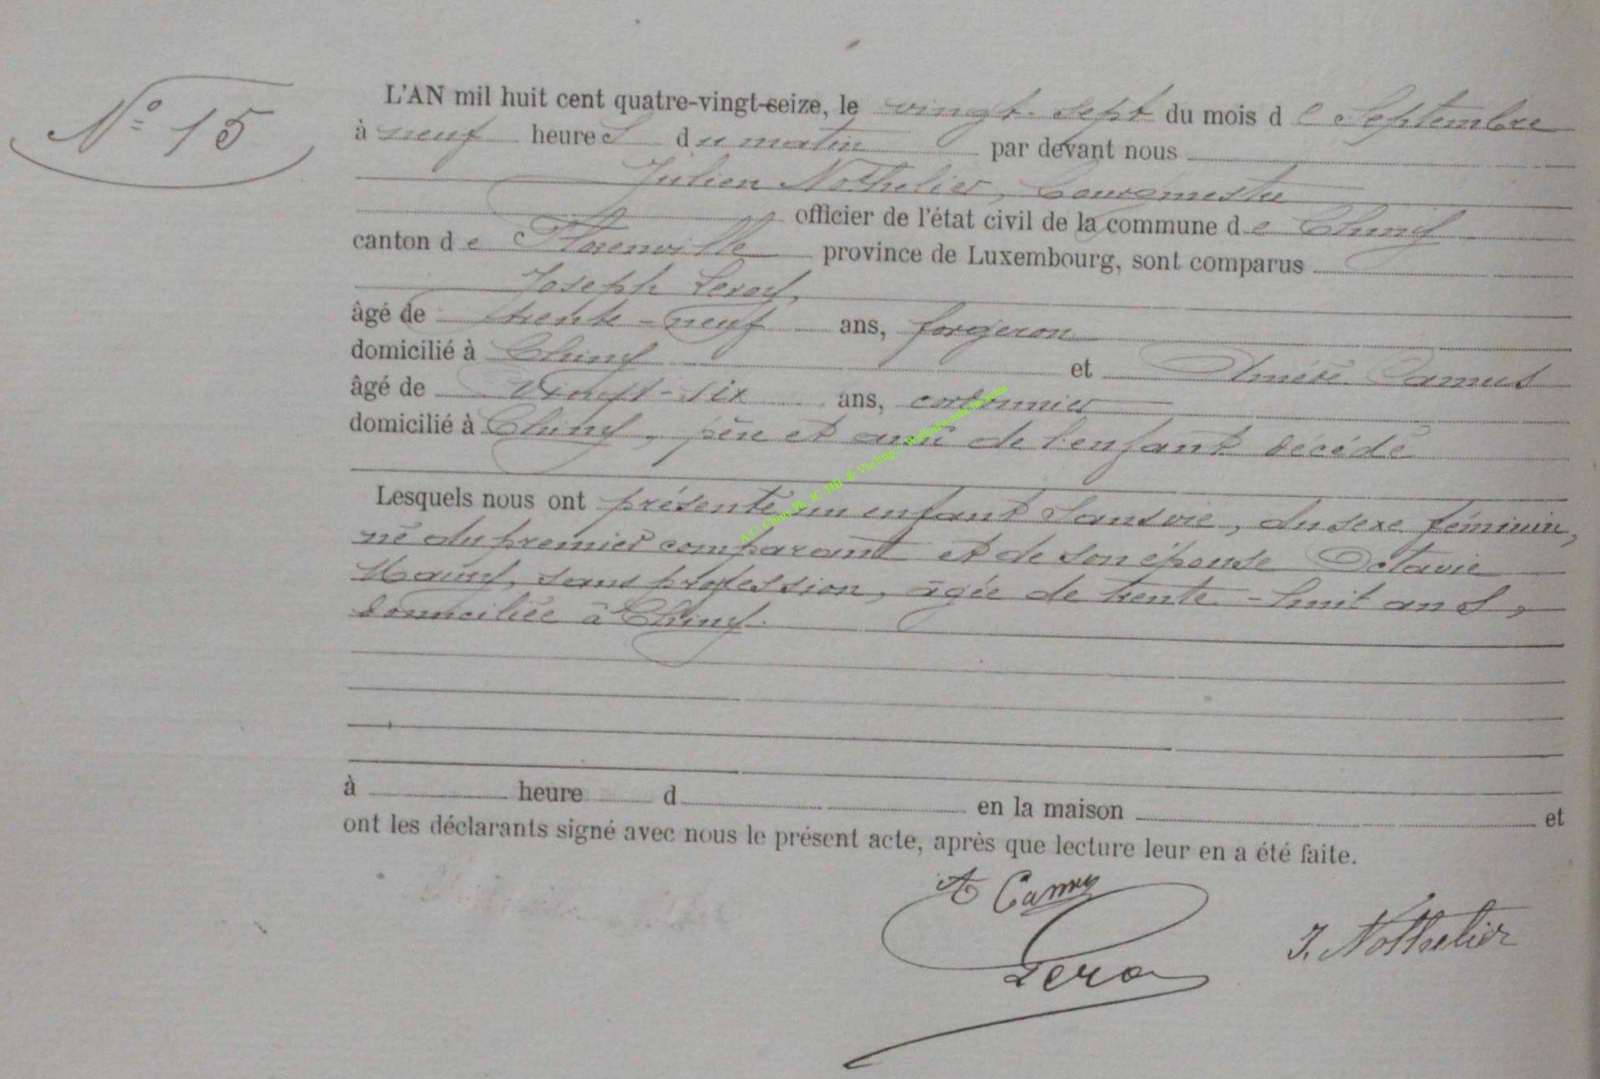 N° 15
L'AN mil huit cent quatre-vingt-seize, le vingt-sept du mois de Septembre
à neuf heures du matin par devant nous
Julien Nothelier, bourgmestre
officier de l'état civil de la commune de Chiny
canton de Florenville province de Luxembourg, sont comparus
Joseph Leroy,
âgé de trente-neuf ans, forgeron
domicilié à Chiny et Aiméré Camus
âgé de vingt-six ans, cordonnier
domicilié à Chiny, père et ami de l'enfant décédé
Lesquels nous ont présenté un enfant sans vie, du sexe féminin,
né du premier comparant et de son épouse Octavie
sans profession, âgée de trente-huit ans,
domiciliée à Chiny.
à heure d en la maison et
ont les déclarants signé avec nous le présent acte, après que lecture leur en a été faite.
A Camus
Leroy
J. Nothelier